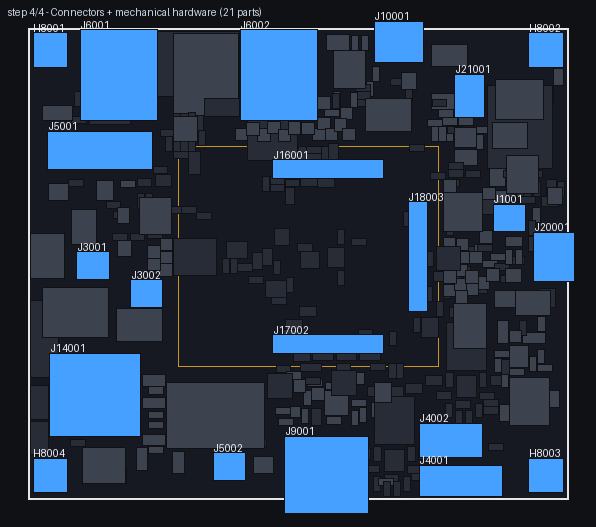 step 4/4 - Connectors + mechanical hardware (21 parts)
H8001
J6001
J6002
J10001
H8002
J21001
J5001
J16001
J18003
J1001
J20001
J3001
J3002
J17002
J14001
J4002
J9001
J5002
H8004
J4001
H8003